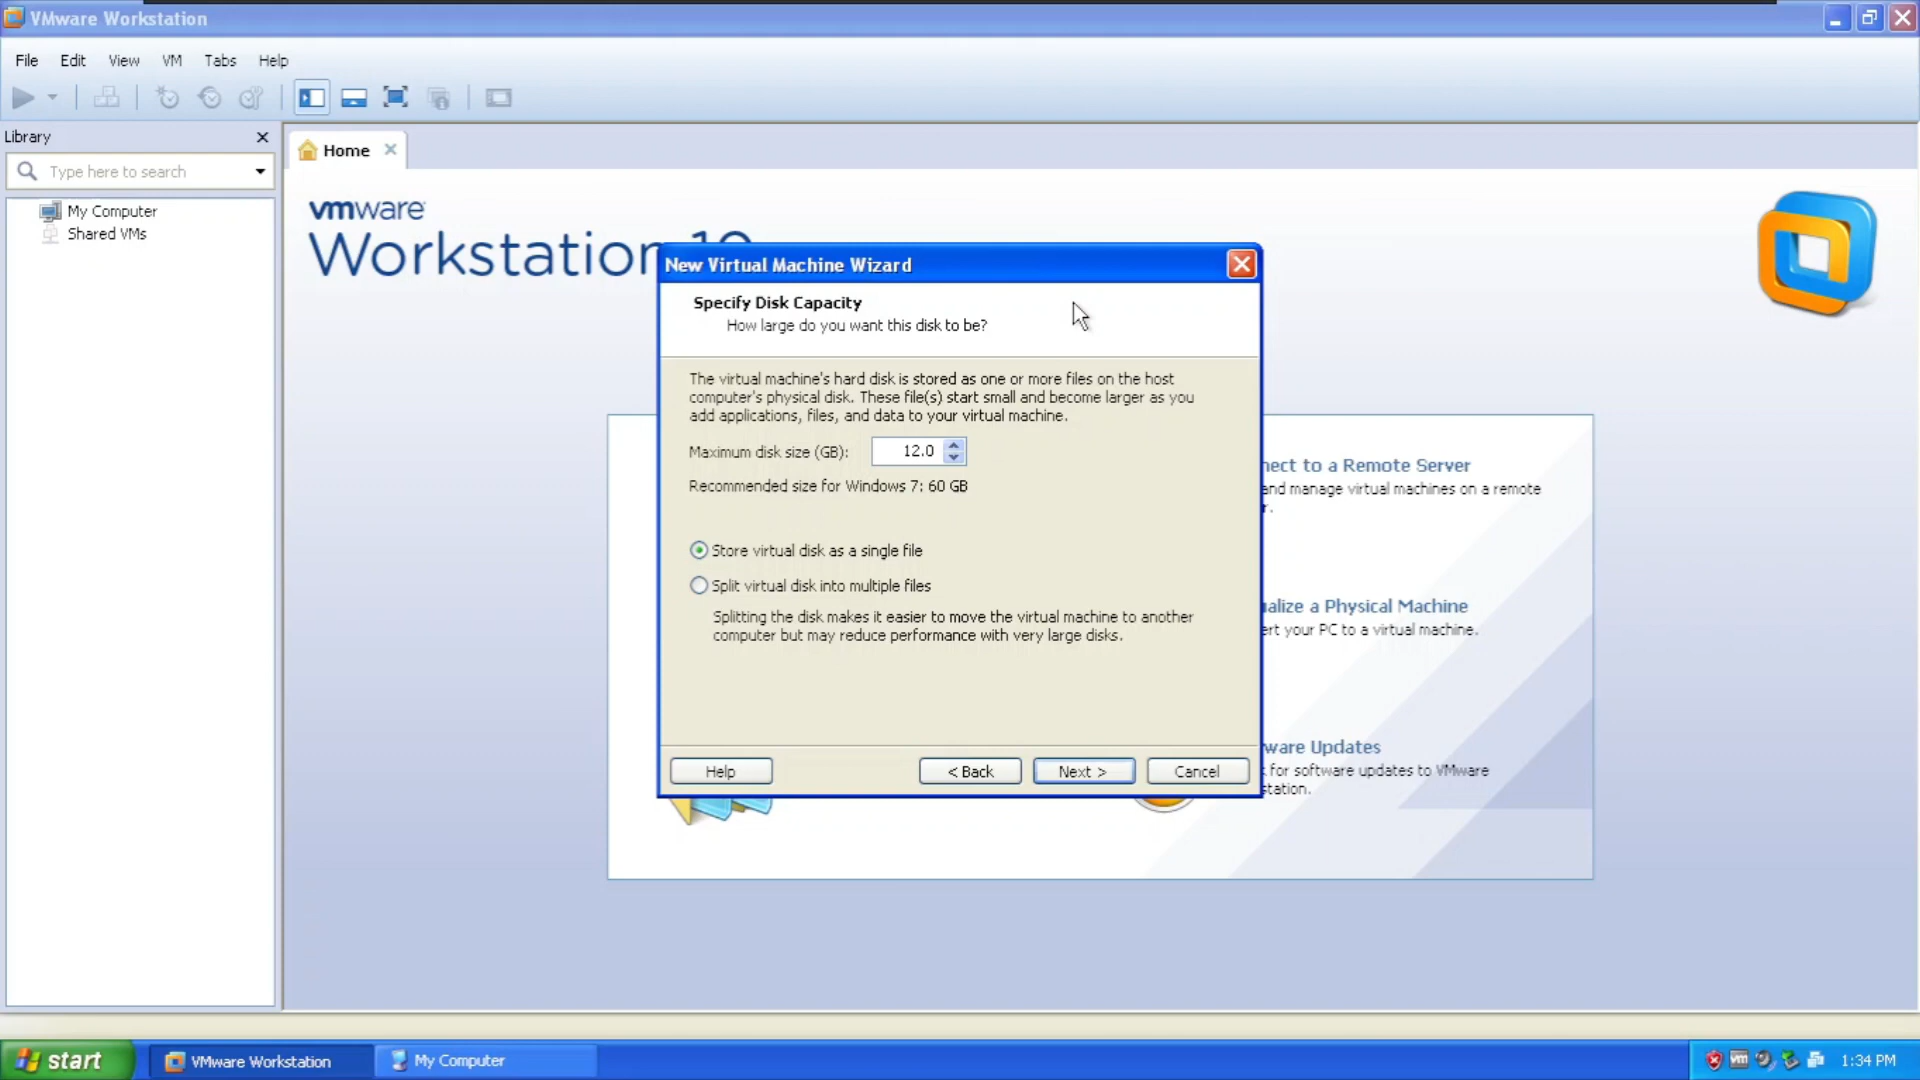 VMware Workstation
File Edit View VM Tabs Help
Library
Type here to search
My Computer
Shared VMs
Home
vmware
Workstation
New Virtual Machine Wizard
Specify Disk Capacity
How large do you want this disk to be?
The virtual machine's hard disk is stored as one or more files on the host
computer's physical disk. These file(s) start small and become larger as you
add applications, files, and data to your virtual machine.
Maximum disk size (GB): 12.0
Recommended size for Windows 7: 60 GB
Store virtual disk as a single file
Split virtual disk into multiple files
Splitting the disk makes it easier to move the virtual machine to another
computer but may reduce performance with very large disks.
Help < Back Next > Cancel
to a Remote Server
and manage virtual machines on a remote
a Physical Machine
your PC to a virtual machine.
Updates
for software updates to VMware
start VMware Workstation My Computer vm 1:34 PM